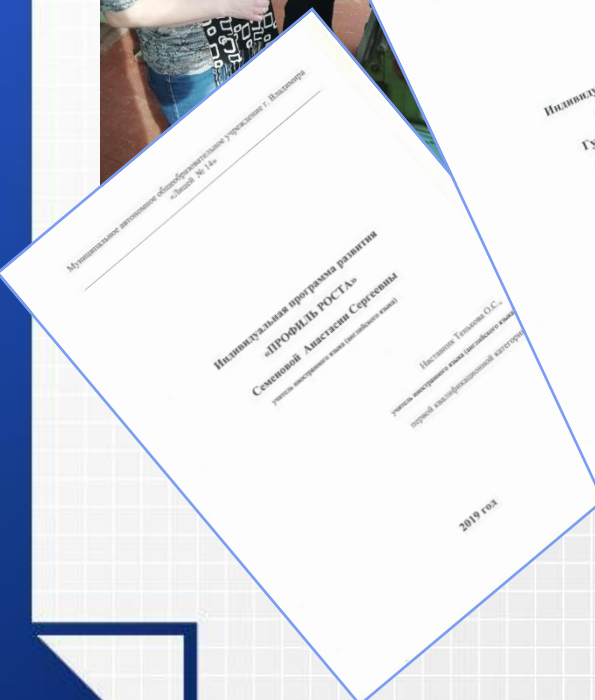 Муниципальное автономное общеобразовательное учреждение г. Владимира
«Лицей № 14»
Индивидуальная программа развития
«ПРОФИЛЬ РОСТА»
Семеновой Анастасии Сергеевны
учитель иностранного языка (английского языка)
Наставник Тенькова О.С.,
учитель иностранного языка (английского языка
первой квалификационной категории
2019 год
Индивиду
Гу